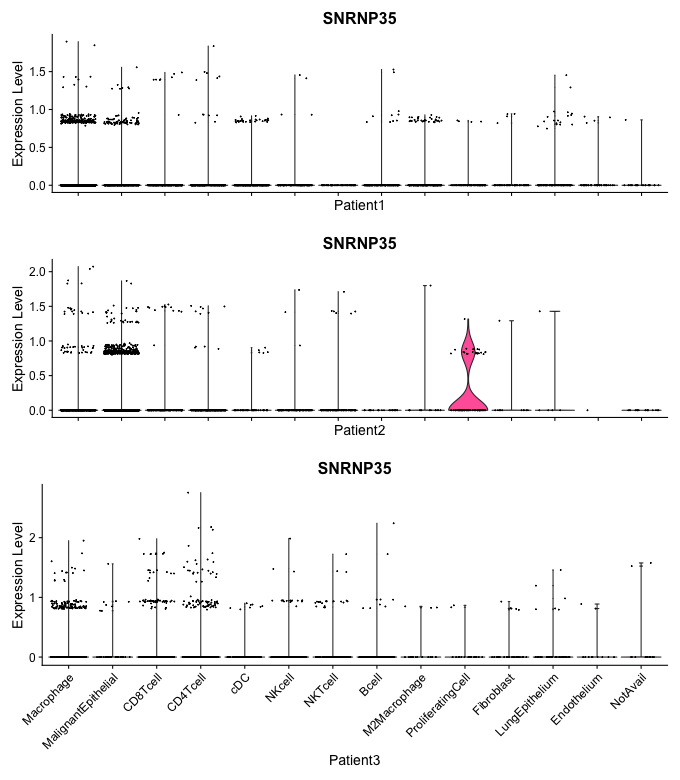 SNRNP35
Expression Level
1.5
1.0
0.5
0.0
Patient1
SNRNP35
Expression Level
2.0
1.5
1.0
0.5
0.0
Patient2
SNRNP35
Expression Level
2
1
0
Macrophage
MalignantEpithelial
CD8Tcell
CD4Tcell
cDC
NKcell
NKTcell
Bcell
M2Macrophage
ProliferatingCell
Fibroblast
LungEpithelium
Endothelium
NotAvail
Patient3